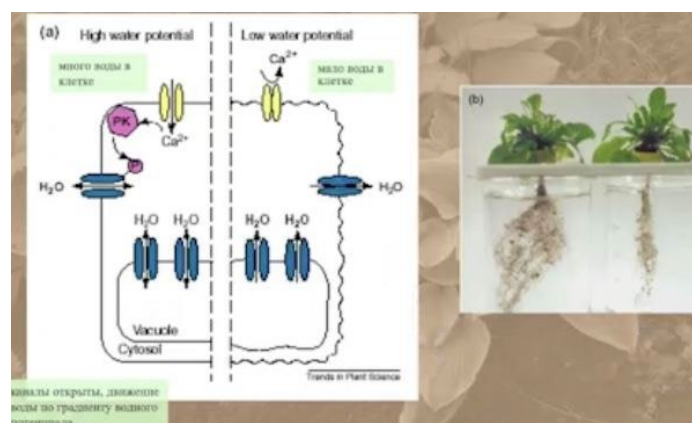 (a)
High water potential
Low water potential
много воды в
клетке
Ca2+
мало воды в
клетке
(b)
PK
Ca2+
P
H2O
H2O
H2O
H2O
H2O
H2O
Vacuole
Cytosol
Trends in Plant Science
каналы открыты, движение
воды по градиенту водного
потенциала